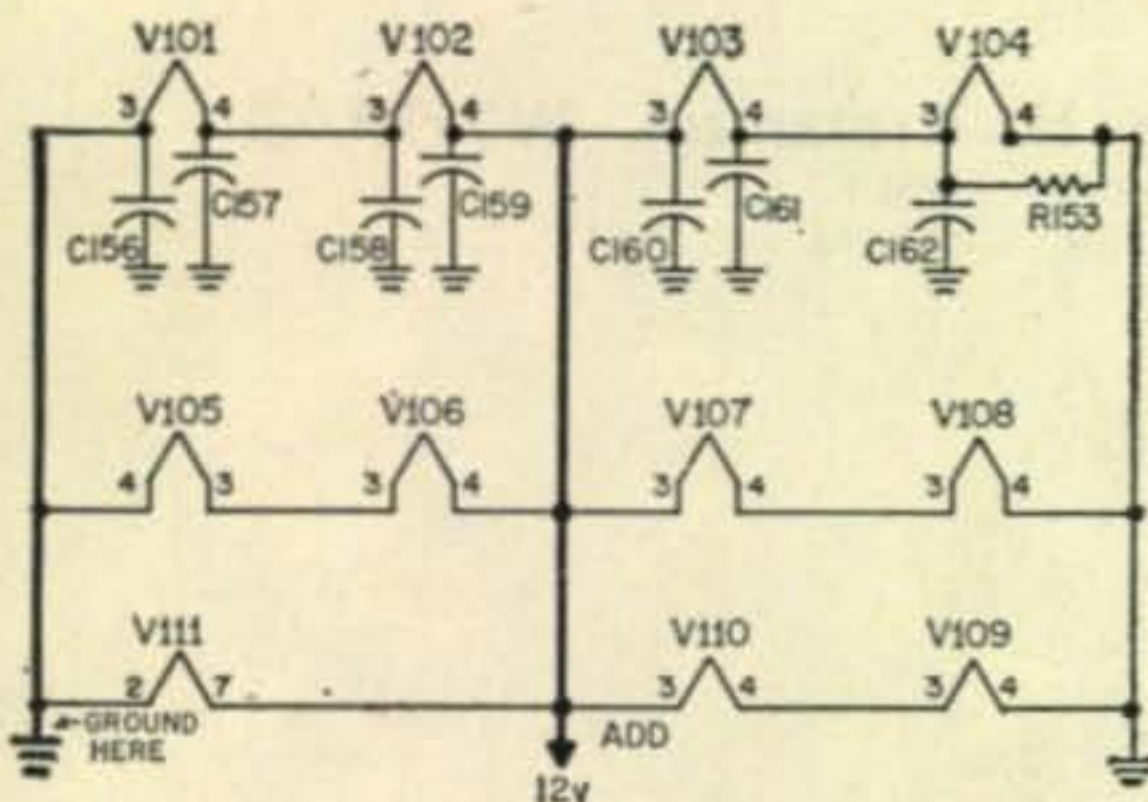 V101 V102 V103 V104
3 4 3 4 3 4 3 4
C157 C159 C161 R153
C156 C158 C160 C162
V105 V106 V107 V108
4 3 3 4 3 4 3 4
V111 V110 V109
2 7 3 4 3 4
←GROUND
HERE
ADD
12v